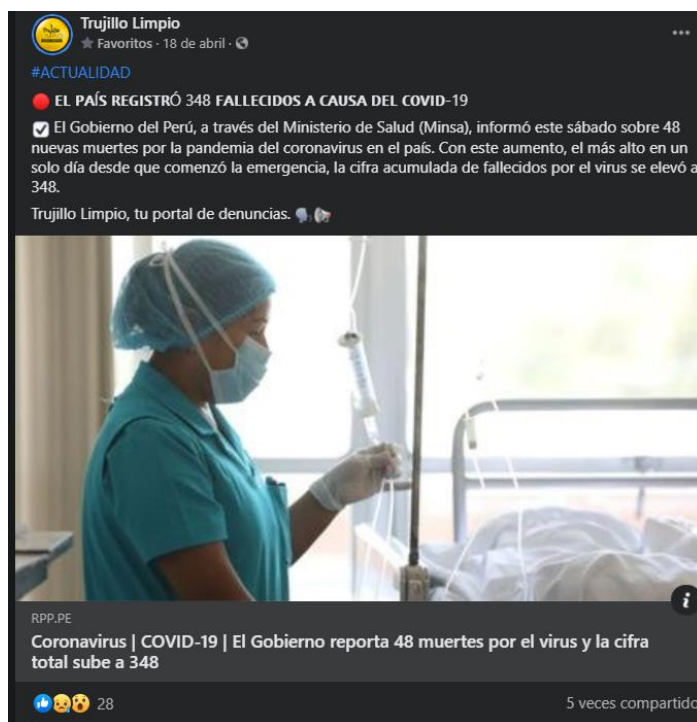 Trujillo Limpio
Favoritos · 18 de abril ·
#ACTUALIDAD
EL PAÍS REGISTRÓ 348 FALLECIDOS A CAUSA DEL COVID-19
El Gobierno del Perú, a través del Ministerio de Salud (Minsa), informó este sábado sobre 48
nuevas muertes por la pandemia del coronavirus en el país. Con este aumento, el más alto en un
solo día desde que comenzó la emergencia, la cifra acumulada de fallecidos por el virus se elevó a
348.
Trujillo Limpio, tu portal de denuncias.
RPP.PE
Coronavirus | COVID-19 | El Gobierno reporta 48 muertes por el virus y la cifra
total sube a 348
28
5 veces compartido